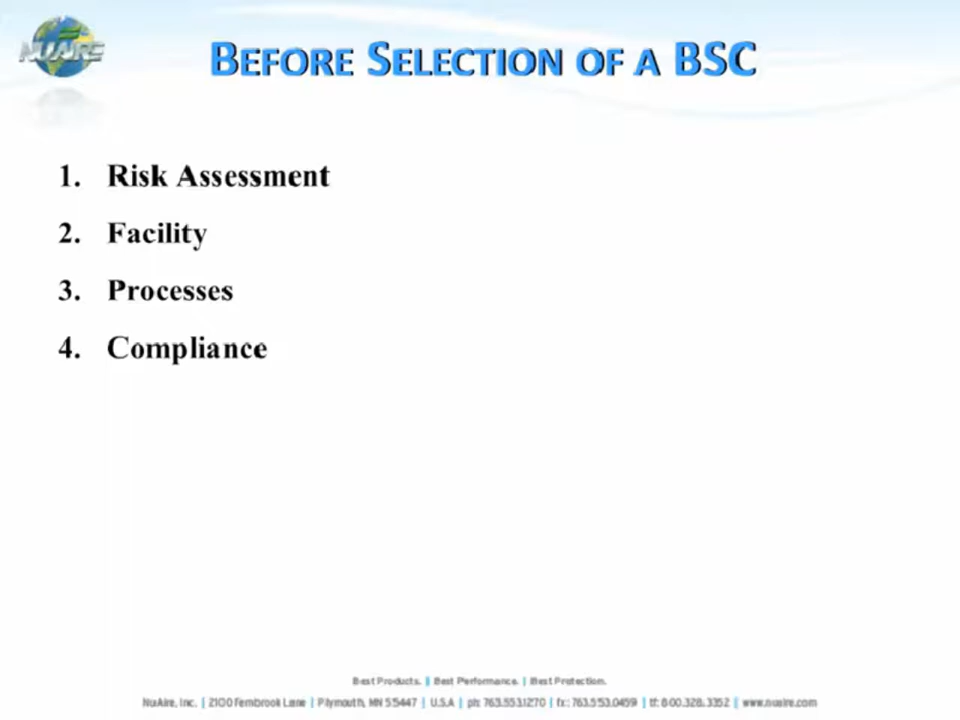 NUAIRE
BEFORE SELECTION OF A BSC
1. Risk Assessment
2. Facility
3. Processes
4. Compliance
Best Products. | Best Performance. | Best Protection.
NuAire, Inc. | 2100 Fernbrook Lane | Plymouth, MN 55447 | U.S.A | ph: 763.553.1270 | fx: 763.553.0459 | tf: 800.328.3352 | www.nuaire.com